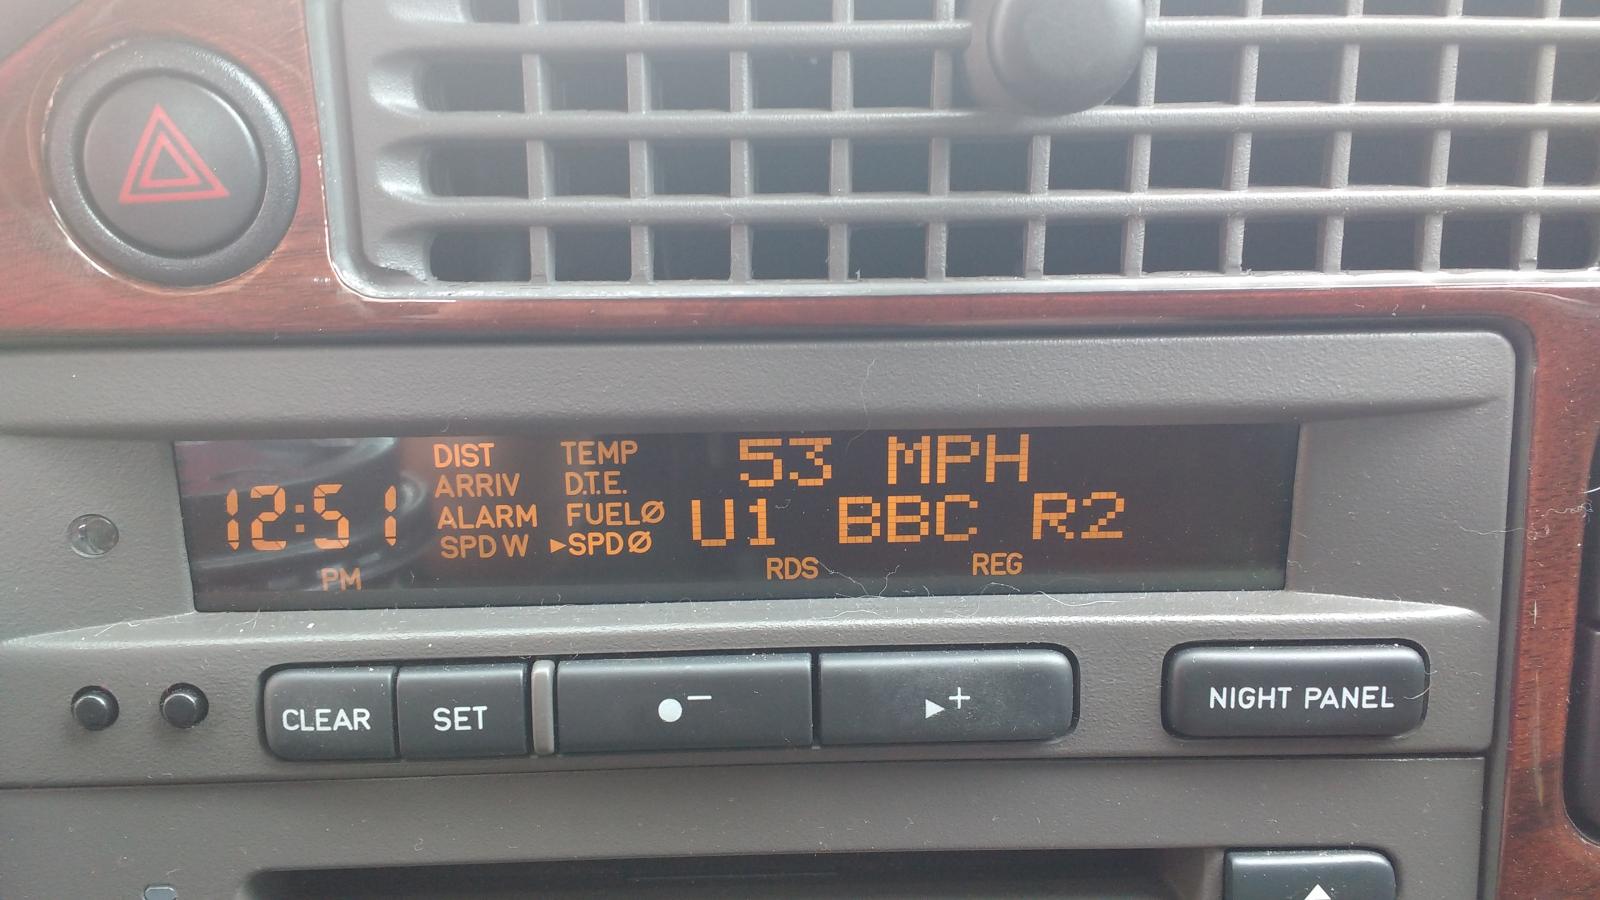 12:51
PM
DIST TEMP
ARRIV D.T.E.
ALARM FUELØ
SPD W ►SPDØ
53 MPH
U1 BBC R2
RDS REG
CLEAR SET ●− ►+ NIGHT PANEL